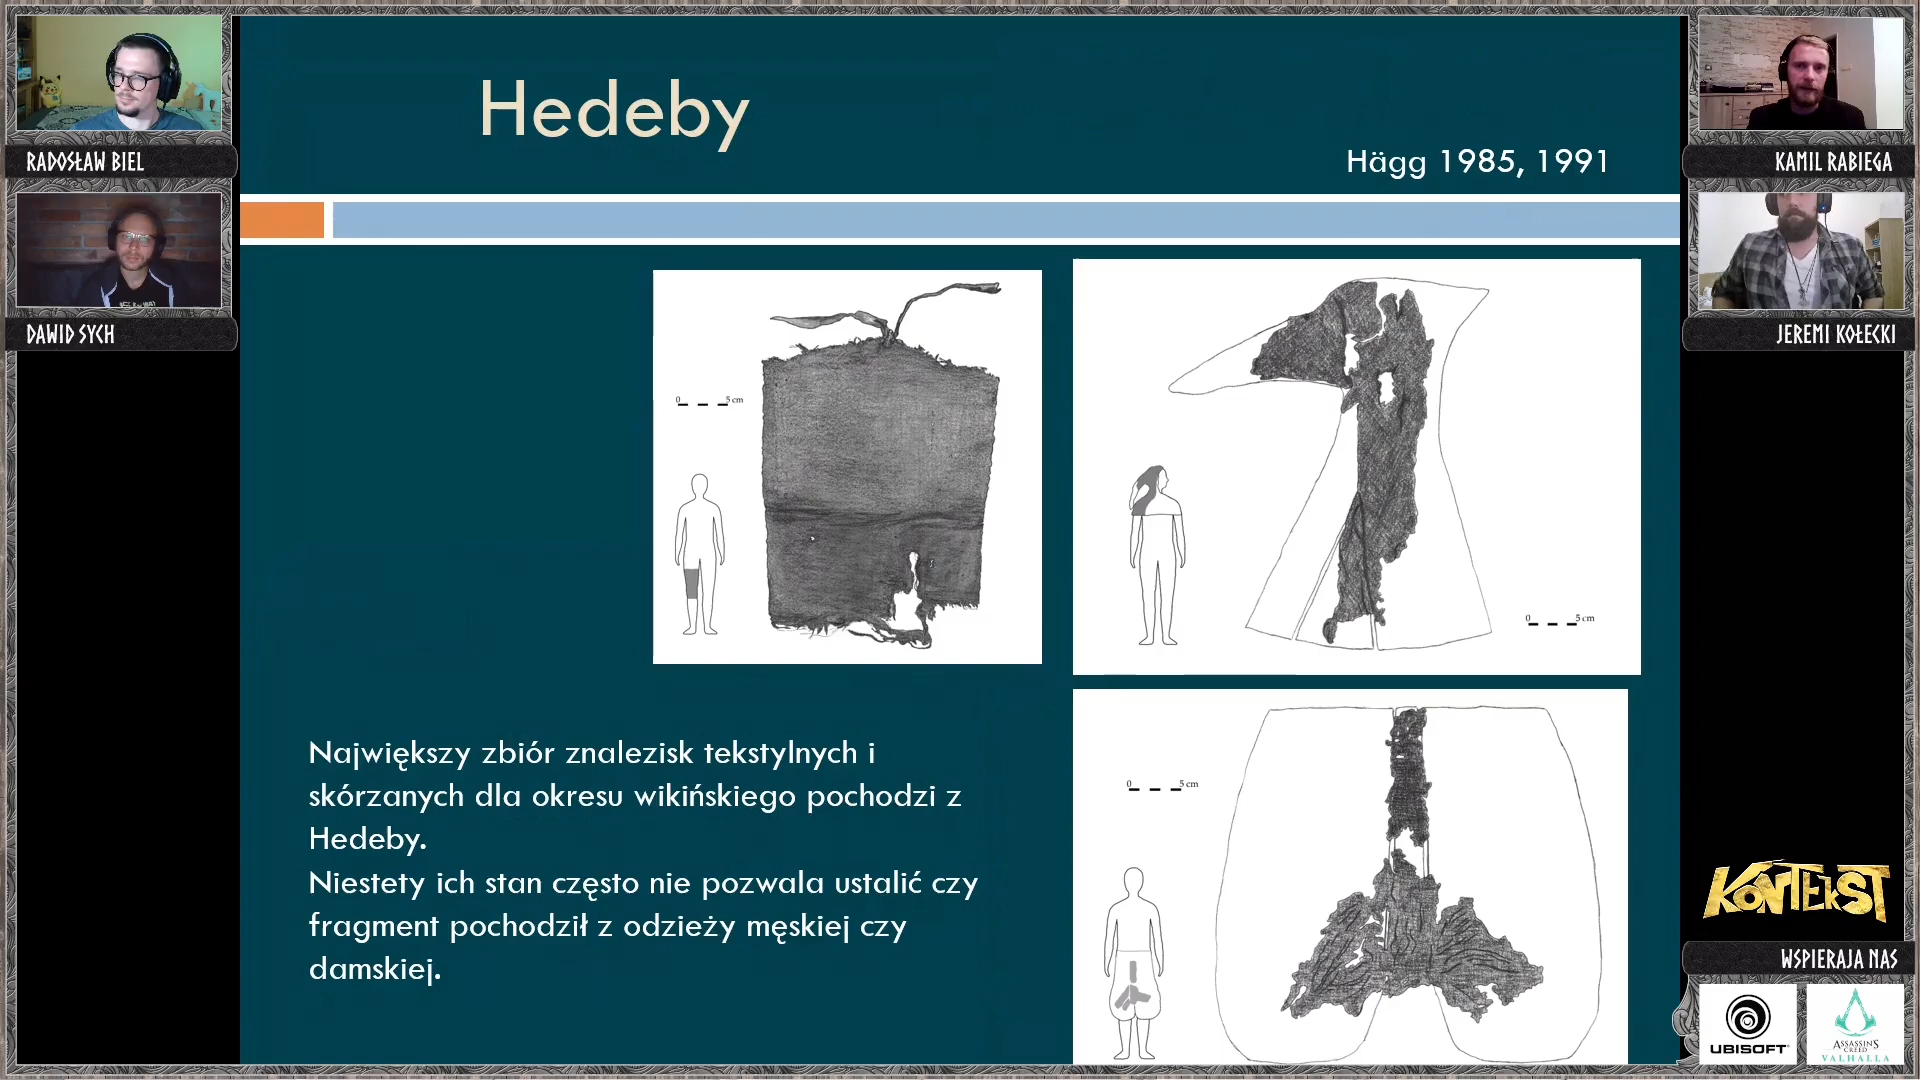 RADOSŁAW BIEL
DAWID SYCH
Hedeby
Hägg 1985, 1991
KAMIL RABIEGA
JEREMI KOŁECKI
0 5 cm
0 5 cm
0 5 cm
Największy zbiór znalezisk tekstylnych i
skórzanych dla okresu wikińskiego pochodzi z
Hedeby.
Niestety ich stan często nie pozwala ustalić czy
fragment pochodził z odzieży męskiej czy
damskiej.
KONTEKST
WSPIERAJA NAS
UBISOFT
ASSASSIN'S
CREED
VALHALLA